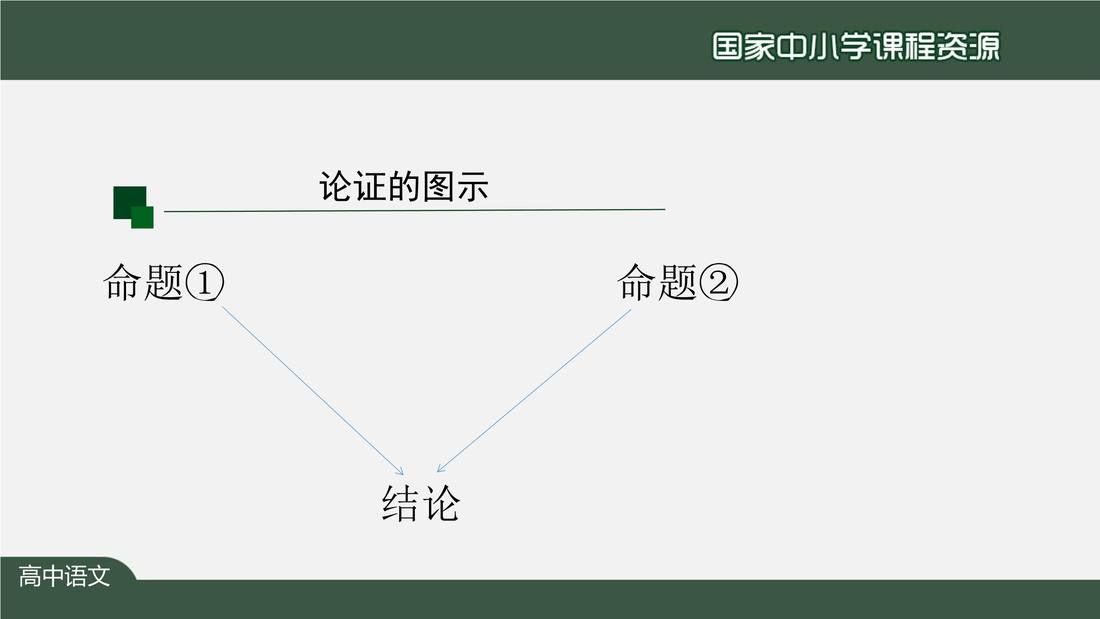 国家中小学课程资源
论证的图示
命题① 命题②
结论
高中语文